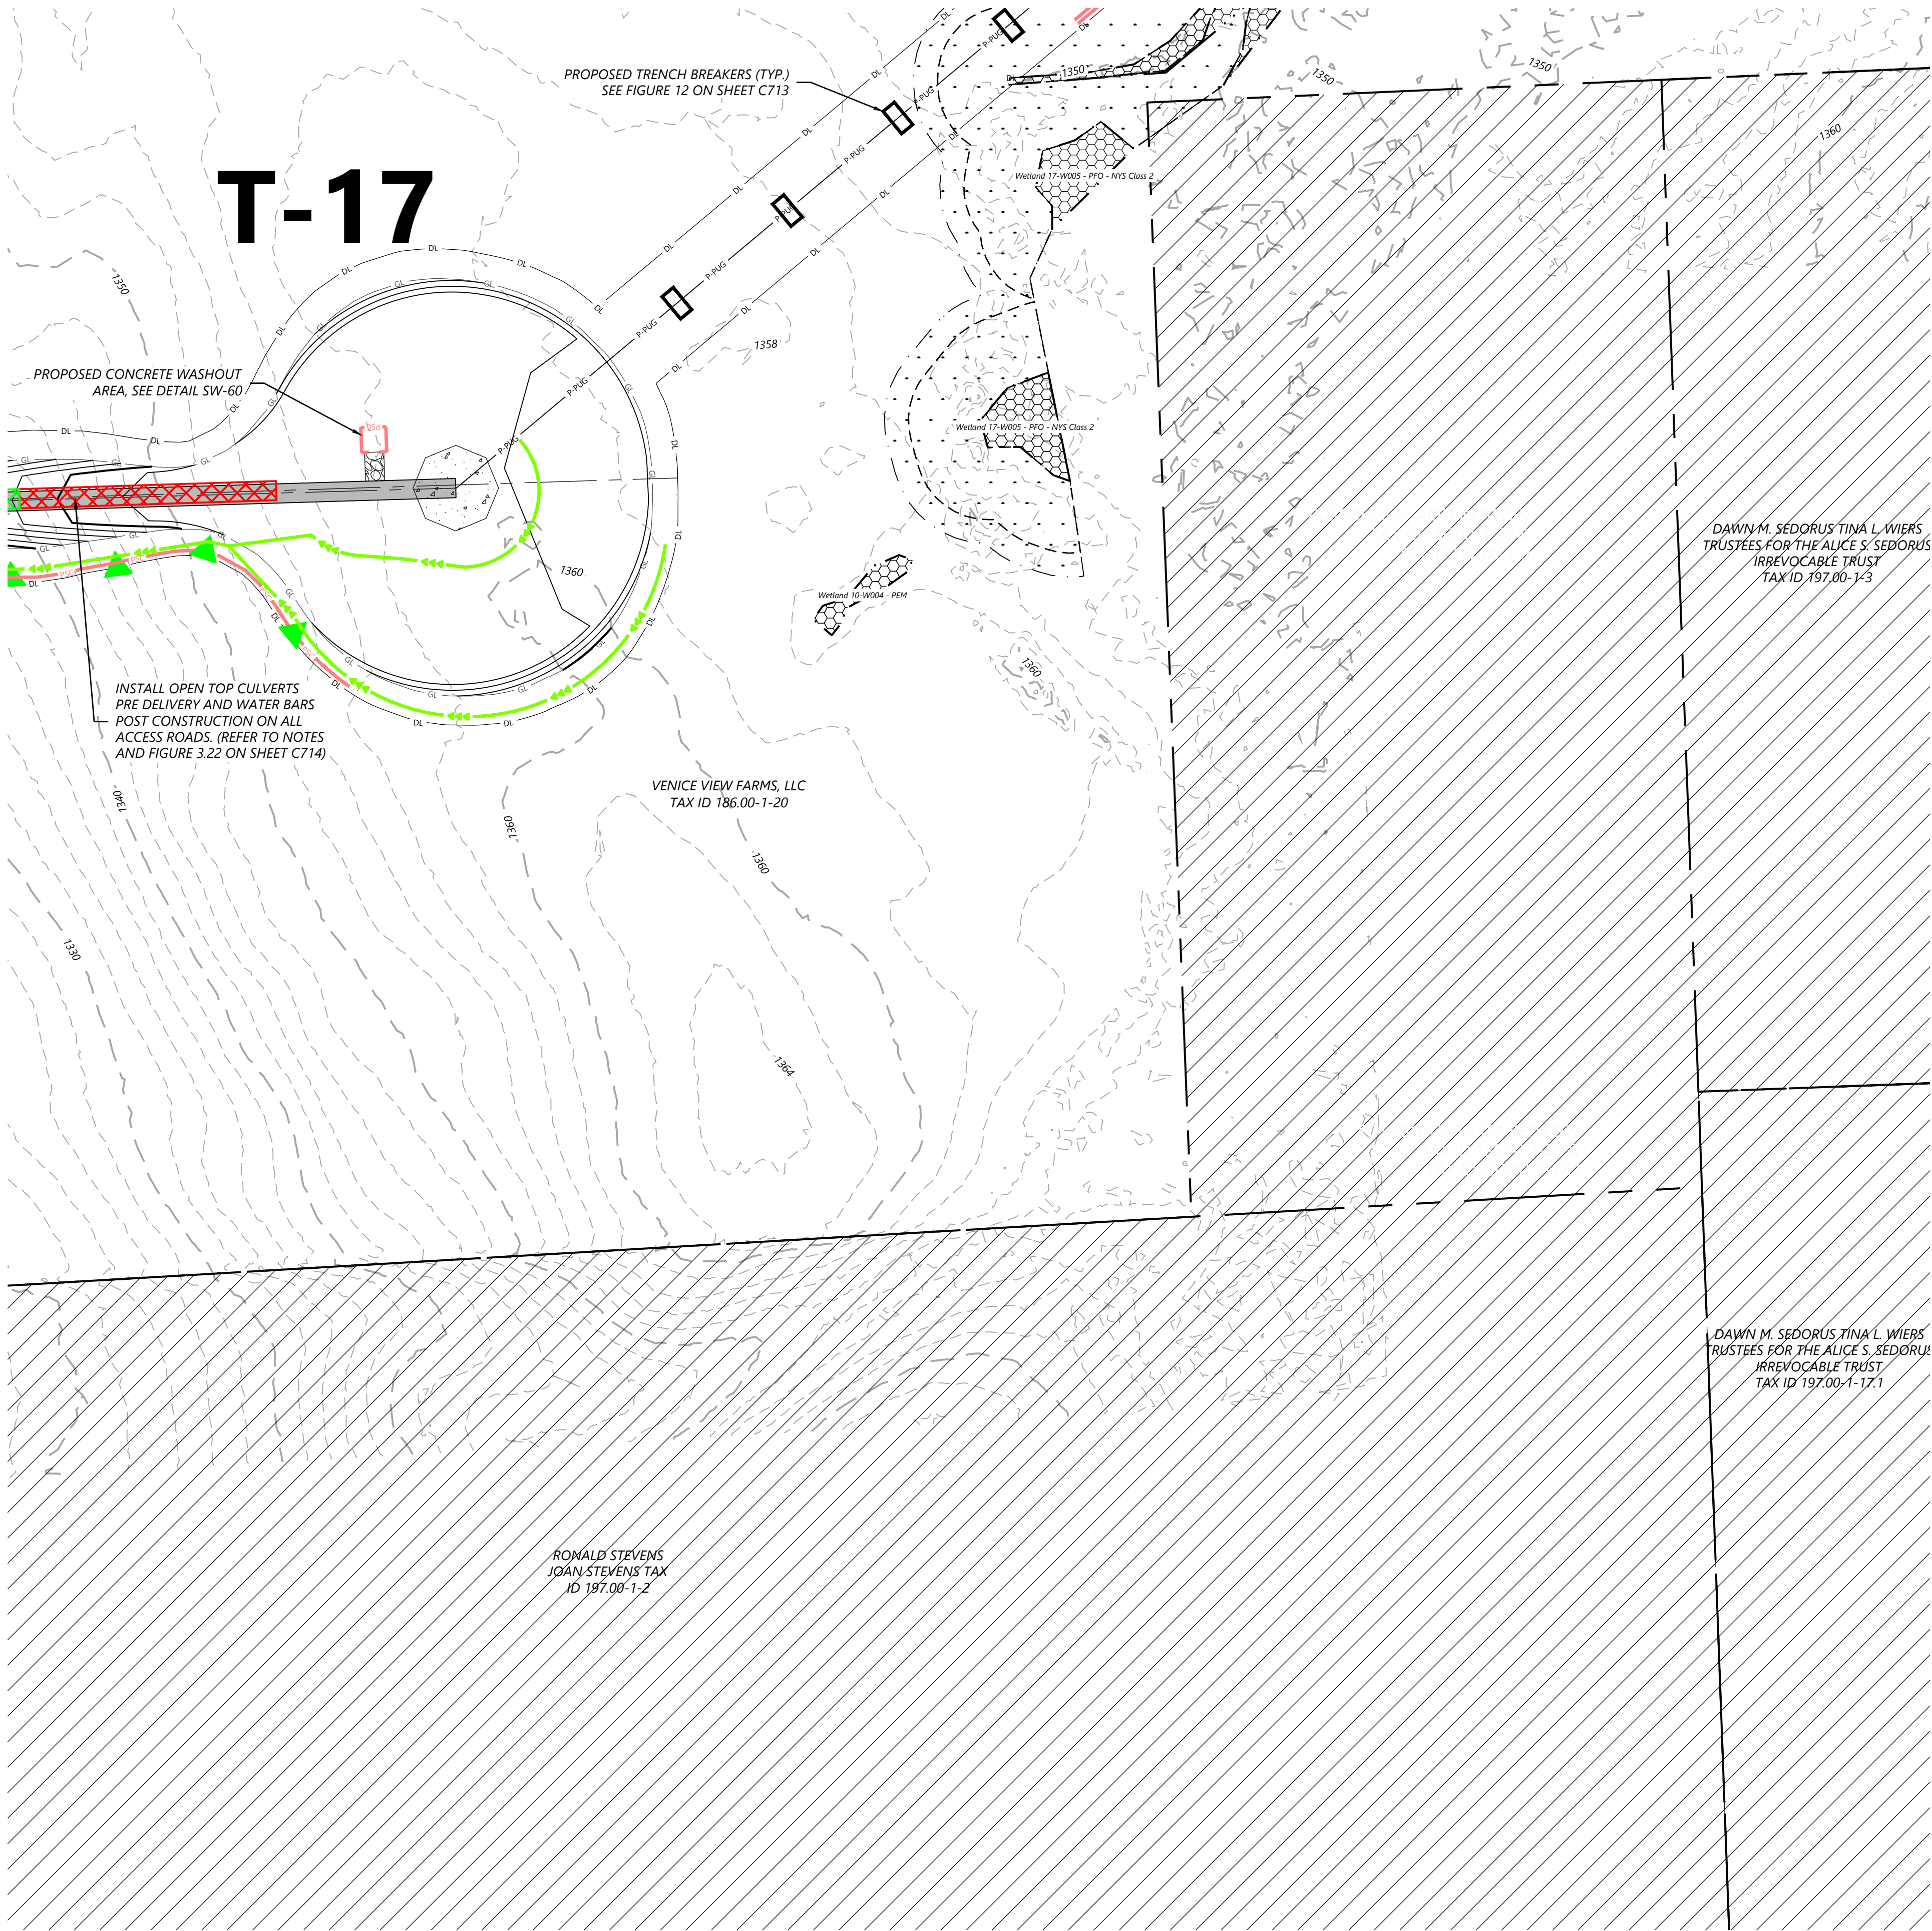 PROPOSED TRENCH BREAKERS (TYP.)
SEE FIGURE 12 ON SHEET C713
1350
1350
1350
1360
T-17
Wetland 17-W005 - PFO - NYS Class 2
1350
1358
PROPOSED CONCRETE WASHOUT
AREA, SEE DETAIL SW-60
Wetland 17-W005 - PFO - NYS Class 2
DAWN M. SEDORUS TINA L. WIERS
TRUSTEES FOR THE ALICE S. SEDORUS
IRREVOCABLE TRUST
TAX ID 197.00-1-3
1360
Wetland 10-W004 - PEM
1360
INSTALL OPEN TOP CULVERTS
PRE DELIVERY AND WATER BARS
POST CONSTRUCTION ON ALL
ACCESS ROADS. (REFER TO NOTES
AND FIGURE 3.22 ON SHEET C714)
VENICE VIEW FARMS, LLC
TAX ID 186.00-1-20
1340
1360
1360
1330
1364
DAWN M. SEDORUS TINA L. WIERS
TRUSTEES FOR THE ALICE S. SEDORUS
IRREVOCABLE TRUST
TAX ID 197.00-1-17.1
RONALD STEVENS
JOAN STEVENS TAX
ID 197.00-1-2
DL
GL
P-PUG
PSC